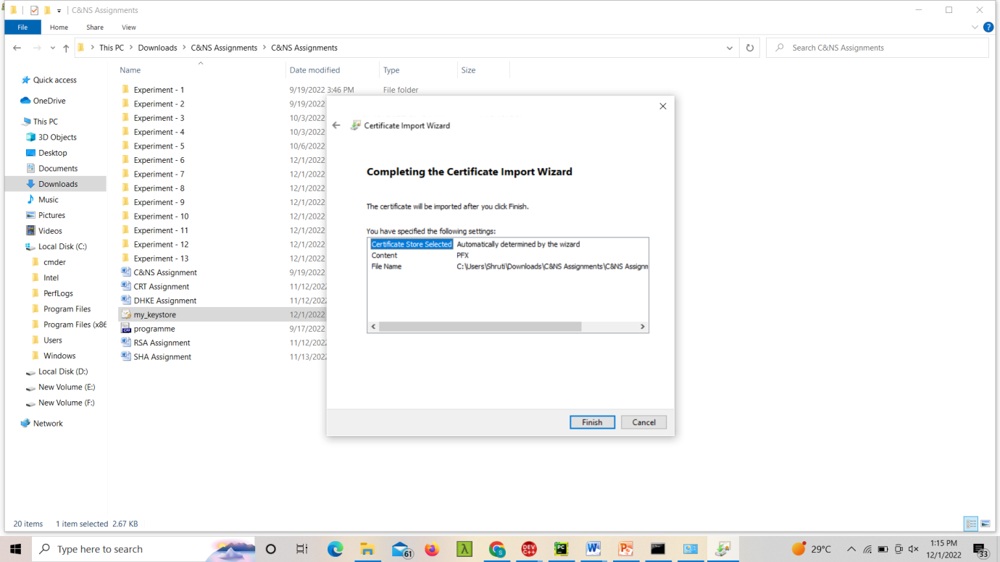 C&NS Assignments
File Home Share View
This PC Downloads C&NS Assignments C&NS Assignments
Search C&NS Assignments
Name Date modified Type Size
Quick access
OneDrive
This PC
3D Objects
Desktop
Documents
Downloads
Music
Pictures
Videos
Local Disk (C:)
cmder
Intel
PerfLogs
Program Files
Program Files (x86
Users
Windows
Local Disk (D:)
New Volume (E:)
New Volume (F:)
Network
Experiment - 1 9/19/2022 3:46 PM File folder
Experiment - 2 9/19/2022
Experiment - 3 10/3/2022
Experiment - 4 10/3/2022
Experiment - 5 10/6/2022
Experiment - 6 12/1/2022
Experiment - 7 12/1/2022
Experiment - 8 12/1/2022
Experiment - 9 12/1/2022
Experiment - 10 12/1/2022
Experiment - 11 12/1/2022
Experiment - 12 12/1/2022
Experiment - 13 12/1/2022
C&NS Assignment 9/19/2022
CRT Assignment 11/12/202
DHKE Assignment 11/12/202
my_keystore 12/1/2022
programme 9/17/2022
RSA Assignment 11/12/202
SHA Assignment 11/13/202
Certificate Import Wizard
Completing the Certificate Import Wizard
The certificate will be imported after you click Finish.
You have specified the following settings:
Certificate Store Selected Automatically determined by the wizard
Content PFX
File Name C:\Users\Shruti\Downloads\C&NS Assignments\C&NS Assignm
Finish Cancel
20 items 1 item selected 2.67 KB
Type here to search
61
DEV C++
PC
29°C
1:15 PM
12/1/2022
33